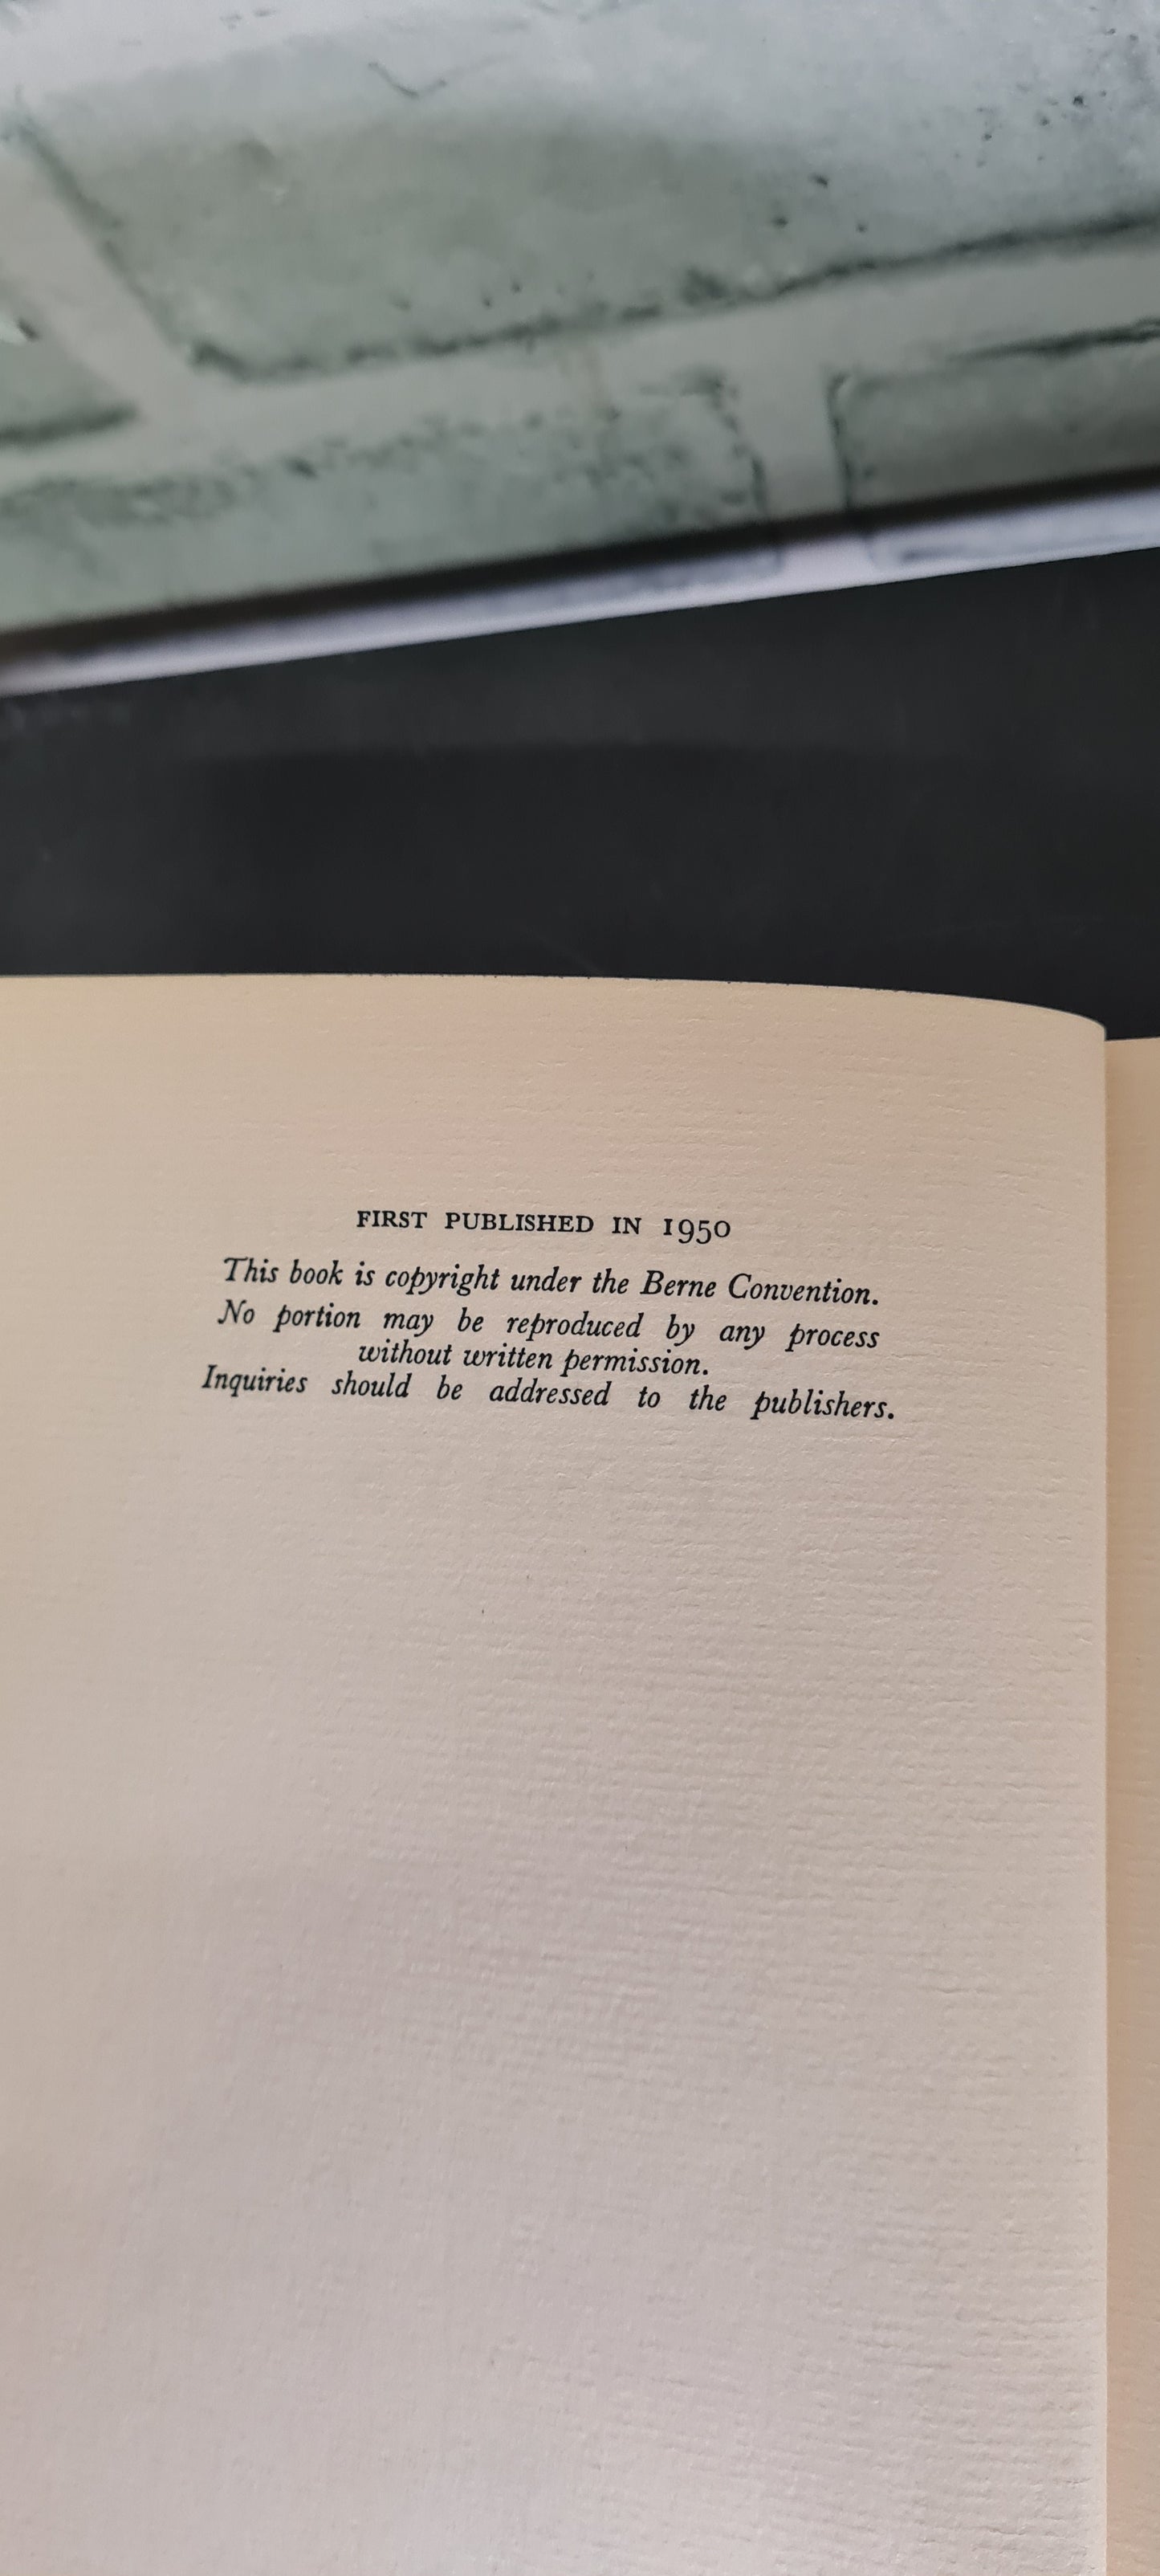 FIRST PUBLISHED IN 1950
This book is copyright under the Berne Convention.
No portion may be reproduced by any process
without written permission.
Inquiries should be addressed to the publishers.